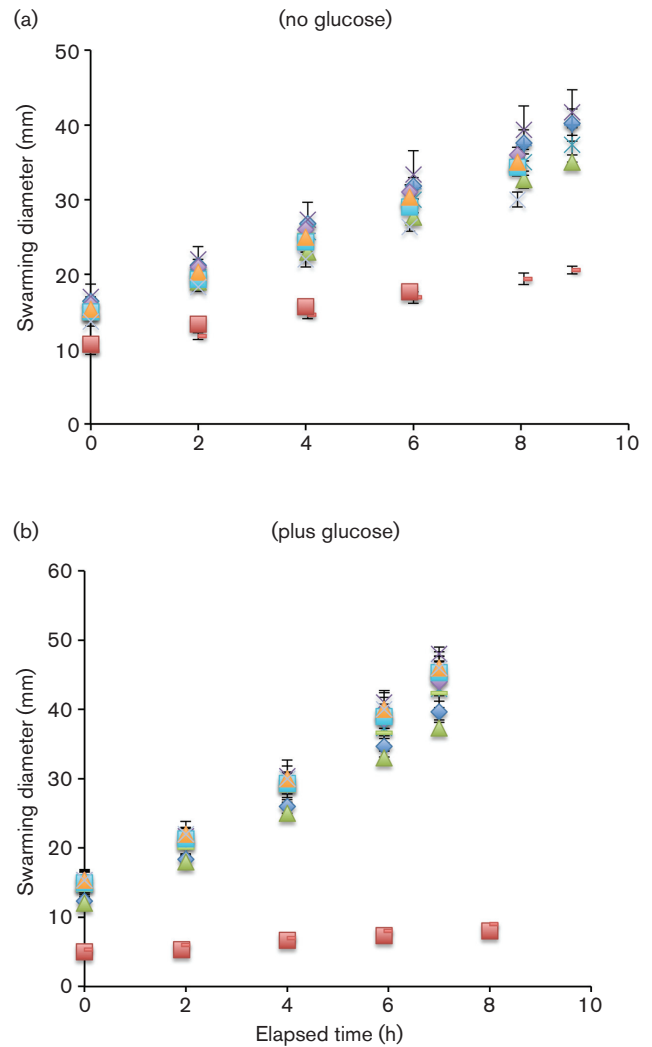 (a)
(no glucose)
50
40
30
20
10
0
Swarming diameter (mm)
0 2 4 6 8 10
(b)
(plus glucose)
60
50
40
30
20
10
0
Swarming diameter (mm)
0 2 4 6 8 10
Elapsed time (h)